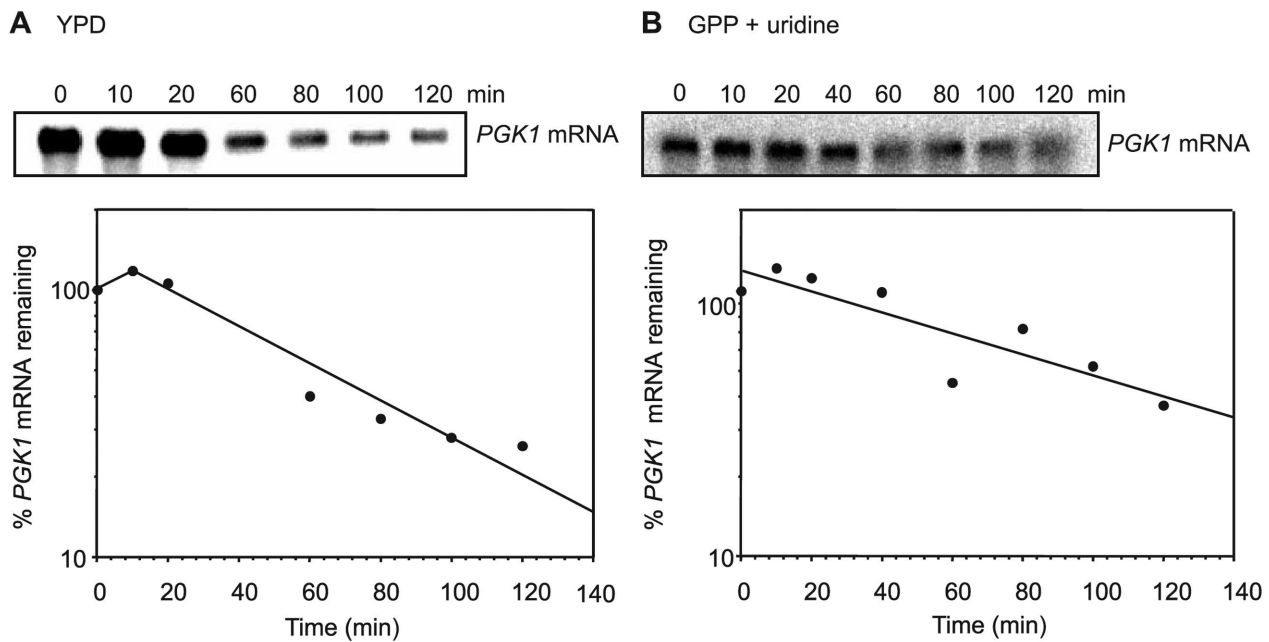 A YPD
0 10 20 60 80 100 120 min
PGK1 mRNA
% PGK1 mRNA remaining
100
10
0 20 40 60 80 100 120 140
Time (min)
B GPP + uridine
0 10 20 40 60 80 100 120 min
PGK1 mRNA
% PGK1 mRNA remaining
100
10
0 20 40 60 80 100 120 140
Time (min)